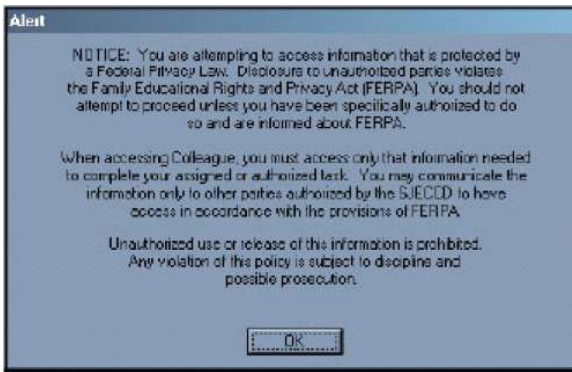 Alert
NOTICE: You are attempting to access information that is protected by
a Federal Privacy Law. Disclosure to unauthorized parties violates
the Family Educational Rights and Privacy Act (FERPA). You should not
attempt to proceed unless you have been specifically authorized to do
so and are informed about FERPA.
When accessing Colleague, you must access only that information needed
to complete your assigned or authorized task. You may communicate the
information only to other parties authorized by the SJECCD to have
access in accordance with the provisions of FERPA.
Unauthorized use or release of this information is prohibited.
Any violation of this policy is subject to discipline and
possible prosecution.
OK